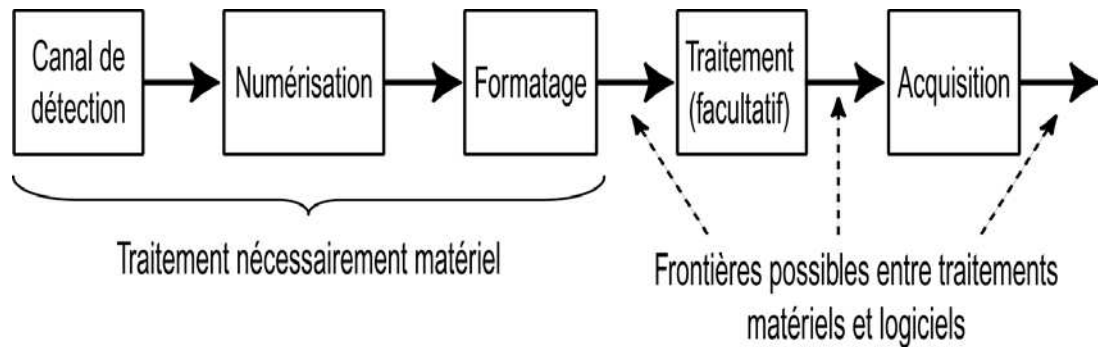 Canal de
détection
Numérisation
Formatage
Traitement
(facultatif)
Acquisition
Traitement nécessairement matériel
Frontières possibles entre traitements
matériels et logiciels